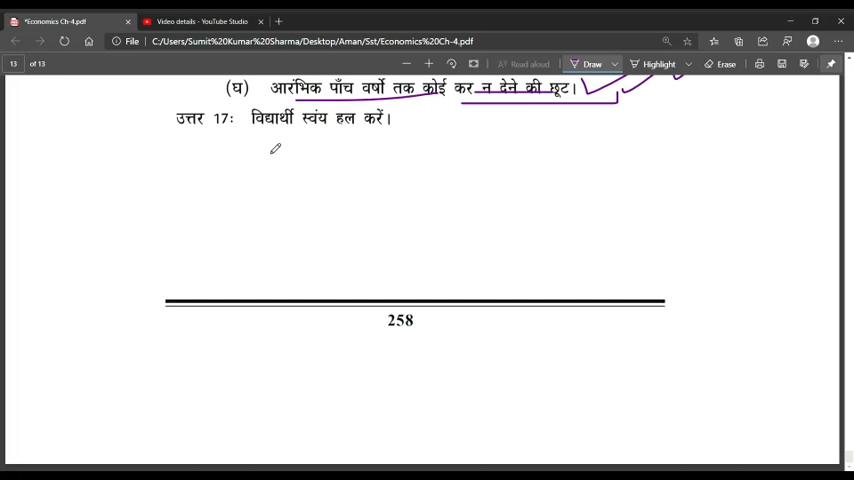 *Economics Ch-4.pdf
Video details - YouTube Studio
File
C:/Users/Sumit%20Kumar%20Sharma/Desktop/Aman/Sst/Economics%20Ch-4.pdf
13 of 13
Read aloud
Draw
Highlight
Erase
(घ) आरंभिक पाँच वर्षो तक कोई कर न देने की छूट।
उत्तर 17: विद्यार्थी स्वंय हल करें।
258